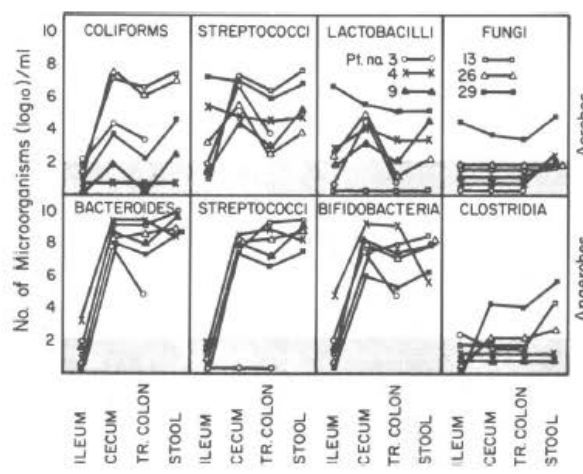 10
8
6
4
2
COLIFORMS
STREPTOCOCCI
LACTOBACILLI
FUNGI
Pt. no. 3
4
9
13
26
29
Aerobes
10
8
6
4
2
BACTEROIDES
STREPTOCOCCI
BIFIDOBACTERIA
CLOSTRIDIA
Anaerobes
No. of Microorganisms (log10)/ml
ILEUM
CECUM
TR. COLON
STOOL
ILEUM
CECUM
TR. COLON
STOOL
ILEUM
CECUM
TR. COLON
STOOL
ILEUM
CECUM
TR. COLON
STOOL